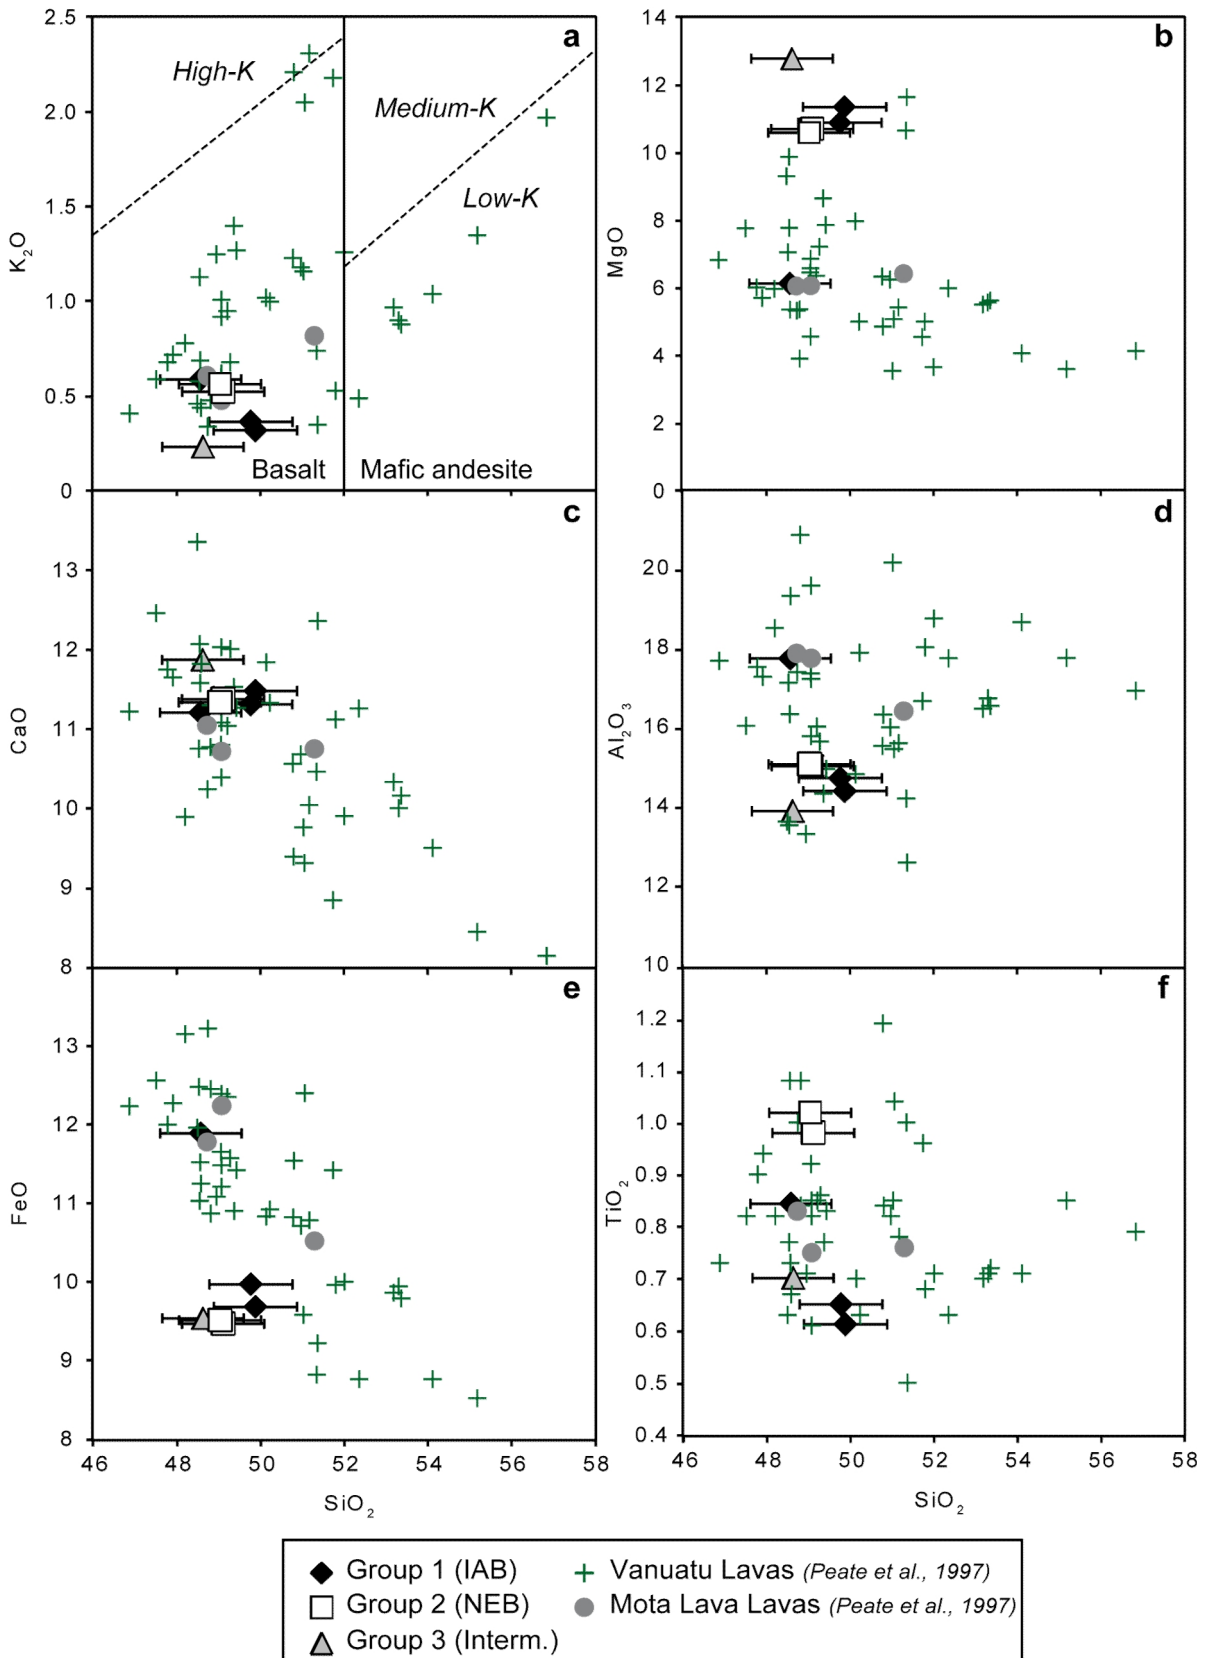 2.5
2.0
1.5
1.0
0.5
0
K2O
a
High-K
Medium-K
Low-K
Basalt
Mafic andesite
14
12
10
8
6
4
2
0
MgO
b
13
12
11
10
9
8
CaO
c
20
18
16
14
12
10
Al2O3
d
13
12
11
10
9
8
FeO
e
46 48 50 52 54 56 58
SiO2
1.2
1.1
1.0
0.9
0.8
0.7
0.6
0.5
0.4
TiO2
f
46 48 50 52 54 56 58
SiO2
Group 1 (IAB)
Group 2 (NEB)
Group 3 (Interm.)
Vanuatu Lavas (Peate et al., 1997)
Mota Lava Lavas (Peate et al., 1997)